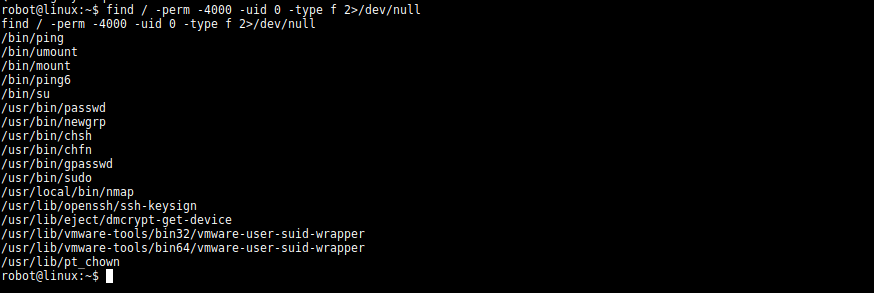 robot@linux:~$ find / -perm -4000 -uid 0 -type f 2>/dev/null
find / -perm -4000 -uid 0 -type f 2>/dev/null
/bin/ping
/bin/umount
/bin/mount
/bin/ping6
/bin/su
/usr/bin/passwd
/usr/bin/newgrp
/usr/bin/chsh
/usr/bin/chfn
/usr/bin/gpasswd
/usr/bin/sudo
/usr/local/bin/nmap
/usr/lib/openssh/ssh-keysign
/usr/lib/eject/dmcrypt-get-device
/usr/lib/vmware-tools/bin32/vmware-user-suid-wrapper
/usr/lib/vmware-tools/bin64/vmware-user-suid-wrapper
/usr/lib/pt_chown
robot@linux:~$